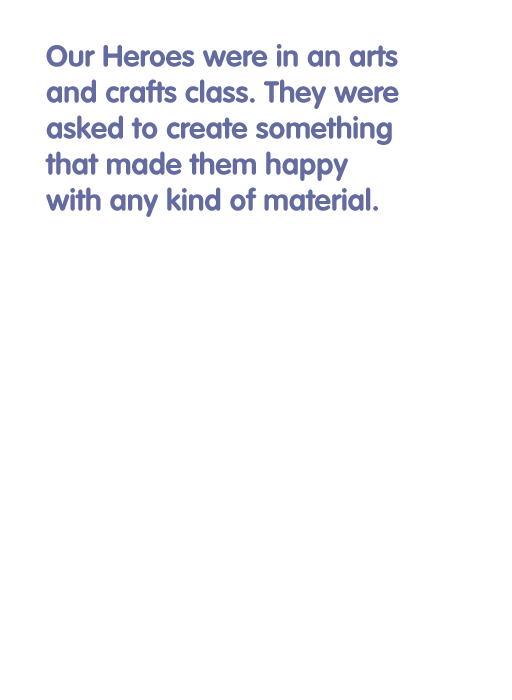 Our Heroes were in an arts
and crafts class. They were
asked to create something
that made them happy
with any kind of material.